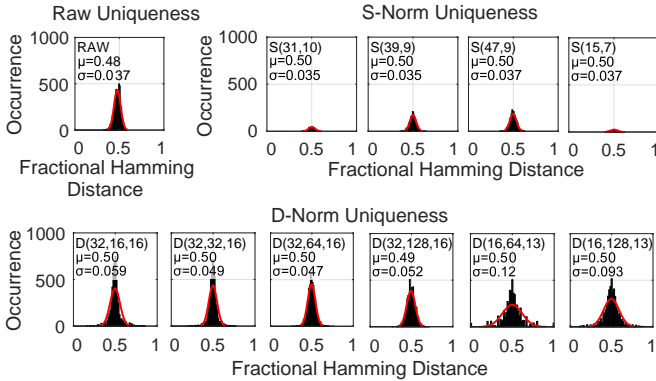 Raw Uniqueness
S-Norm Uniqueness
1000
500
0
Occurrence
RAW
μ=0.48
σ=0.037
0 0.5 1
Fractional Hamming
Distance
1000
500
0
Occurrence
S(31,10)
μ=0.50
σ=0.035
0 0.5 1
S(39,9)
μ=0.50
σ=0.035
0 0.5 1
S(47,9)
μ=0.50
σ=0.037
0 0.5 1
S(15,7)
μ=0.50
σ=0.037
0 0.5 1
Fractional Hamming Distance
D-Norm Uniqueness
1000
500
0
Occurrence
D(32,16,16)
μ=0.50
σ=0.059
0 0.5 1
D(32,32,16)
μ=0.50
σ=0.049
0 0.5 1
D(32,64,16)
μ=0.50
σ=0.047
0 0.5 1
D(32,128,16)
μ=0.49
σ=0.052
0 0.5 1
D(16,64,13)
μ=0.50
σ=0.12
0 0.5 1
D(16,128,13)
μ=0.50
σ=0.093
0 0.5 1
Fractional Hamming Distance